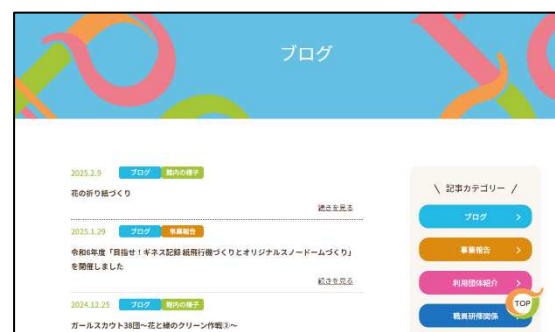 ブログ
2025.2.9 ブログ 館内の様子
花の折り紙づくり
続きを見る
2025.1.29 ブログ 事業報告
令和6年度「目指せ！ギネス記録 紙飛行機づくりとオリジナルスノードームづくり」
を開催しました
続きを見る
2024.12.25 ブログ 館内の様子
ガールスカウト38団～花と緑のクリーン作戦③～
\ 記事カテゴリー /
ブログ >
事業報告 >
利用団体紹介 >
職員研修関係
TOP